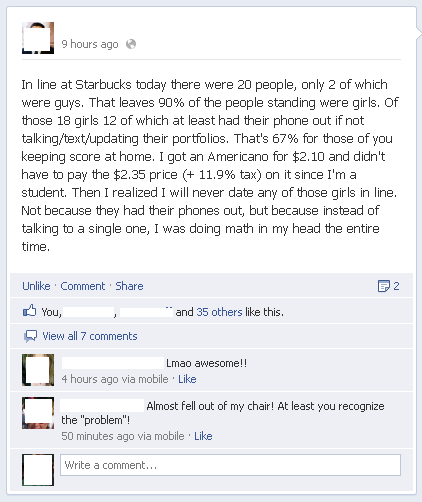 9 hours ago
In line at Starbucks today there were 20 people, only 2 of which
were guys. That leaves 90% of the people standing were girls. Of
those 18 girls 12 of which at least had their phone out if not
talking/text/updating their portfolios. That's 67% for those of you
keeping score at home. I got an Americano for $2.10 and didn't
have to pay the $2.35 price (+ 11.9% tax) on it since I'm a
student. Then I realized I will never date any of those girls in line.
Not because they had their phones out, but because instead of
talking to a single one, I was doing math in my head the entire
time.
Unlike · Comment · Share 2
You, , and 35 others like this.
View all 7 comments
Lmao awesome!!
4 hours ago via mobile · Like
Almost fell out of my chair! At least you recognize
the "problem"!
50 minutes ago via mobile · Like
Write a comment...